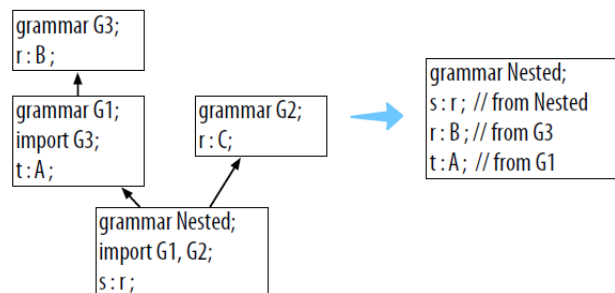 grammar G3;
r : B ;
grammar G1;
import G3;
t : A ;
grammar G2;
r : C;
grammar Nested;
import G1, G2;
s : r ;
grammar Nested;
s : r ; // from Nested
r : B ; // from G3
t : A ; // from G1